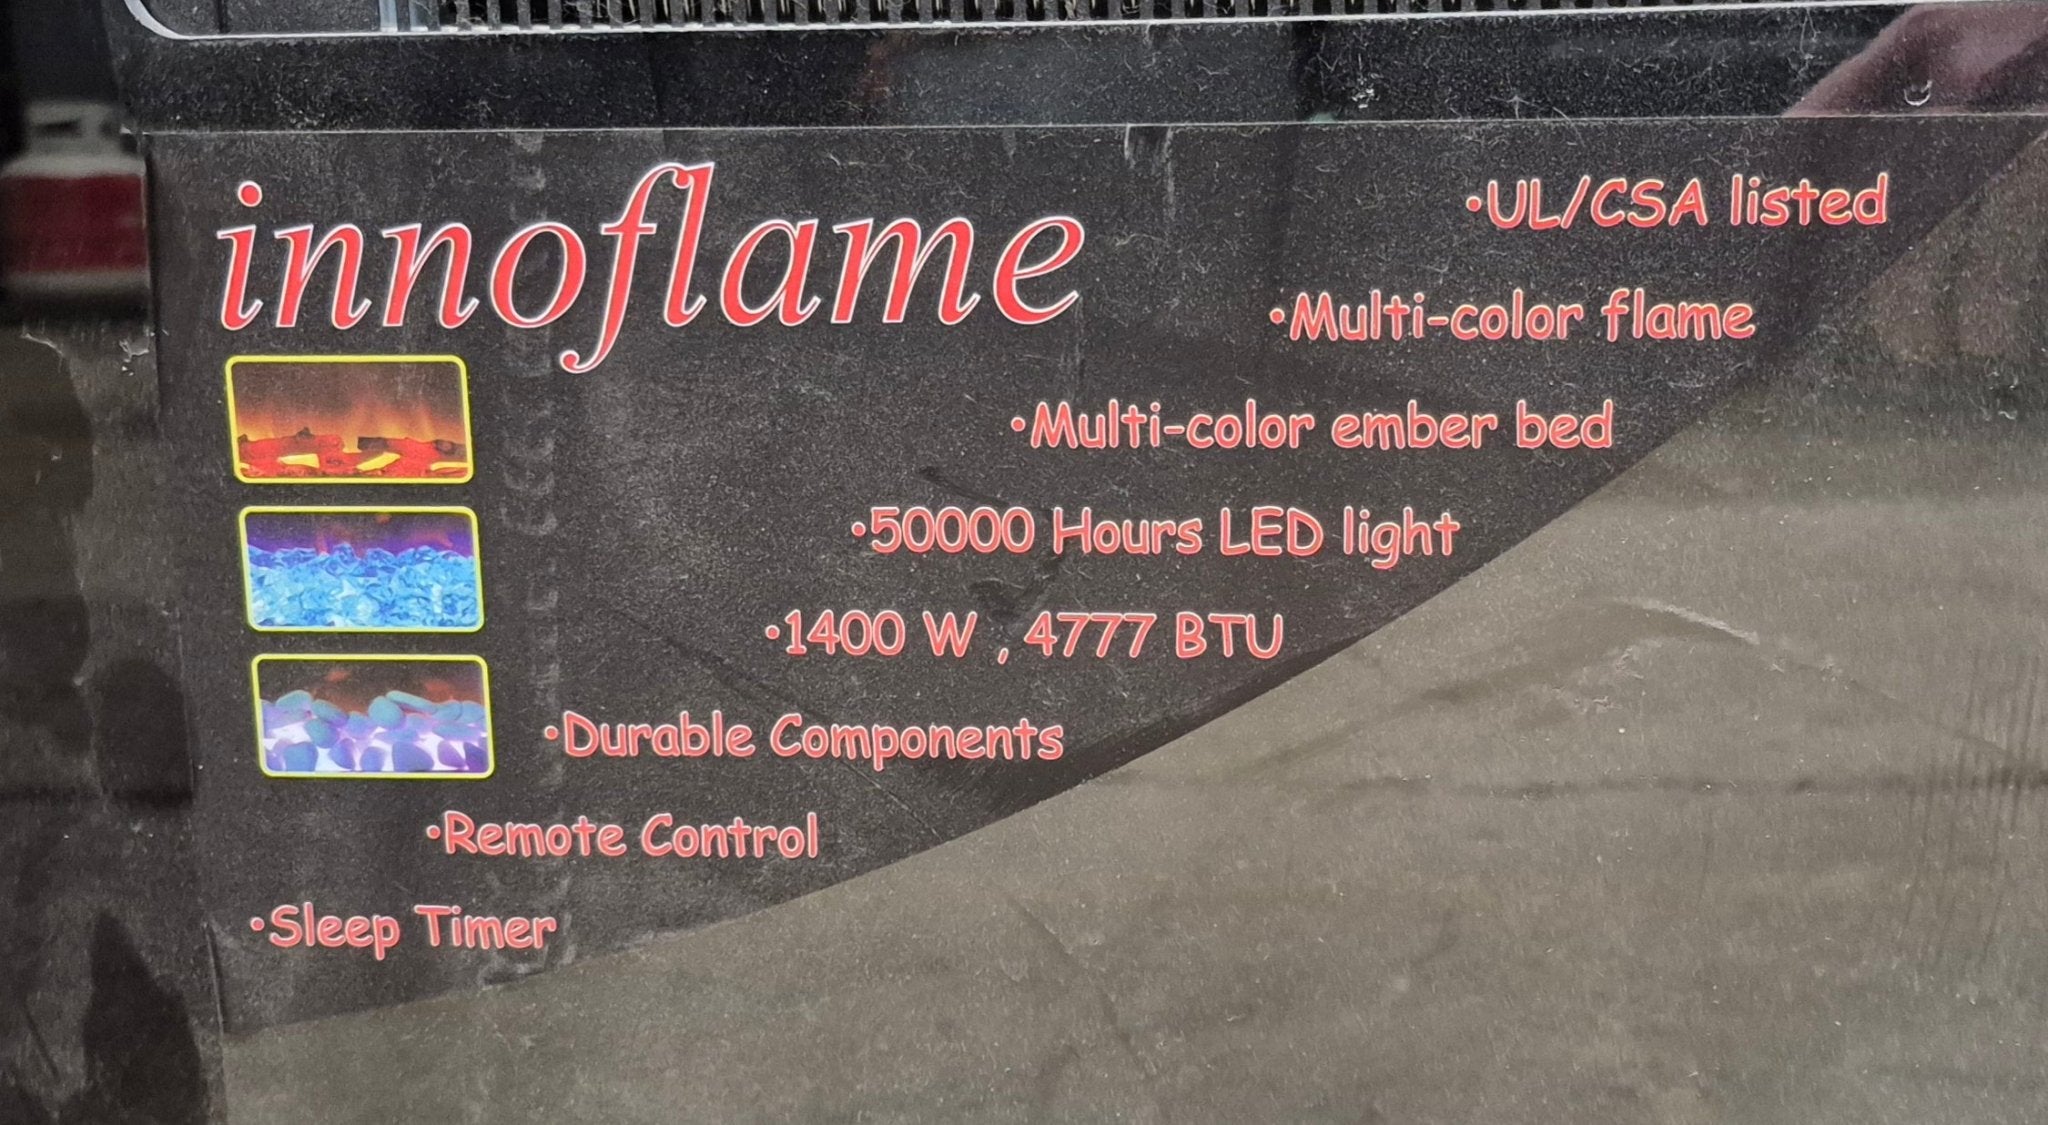 innoflame
•UL/CSA listed
•Multi-color flame
•Multi-color ember bed
•50000 Hours LED light
•1400 W , 4777 BTU
•Durable Components
•Remote Control
•Sleep Timer